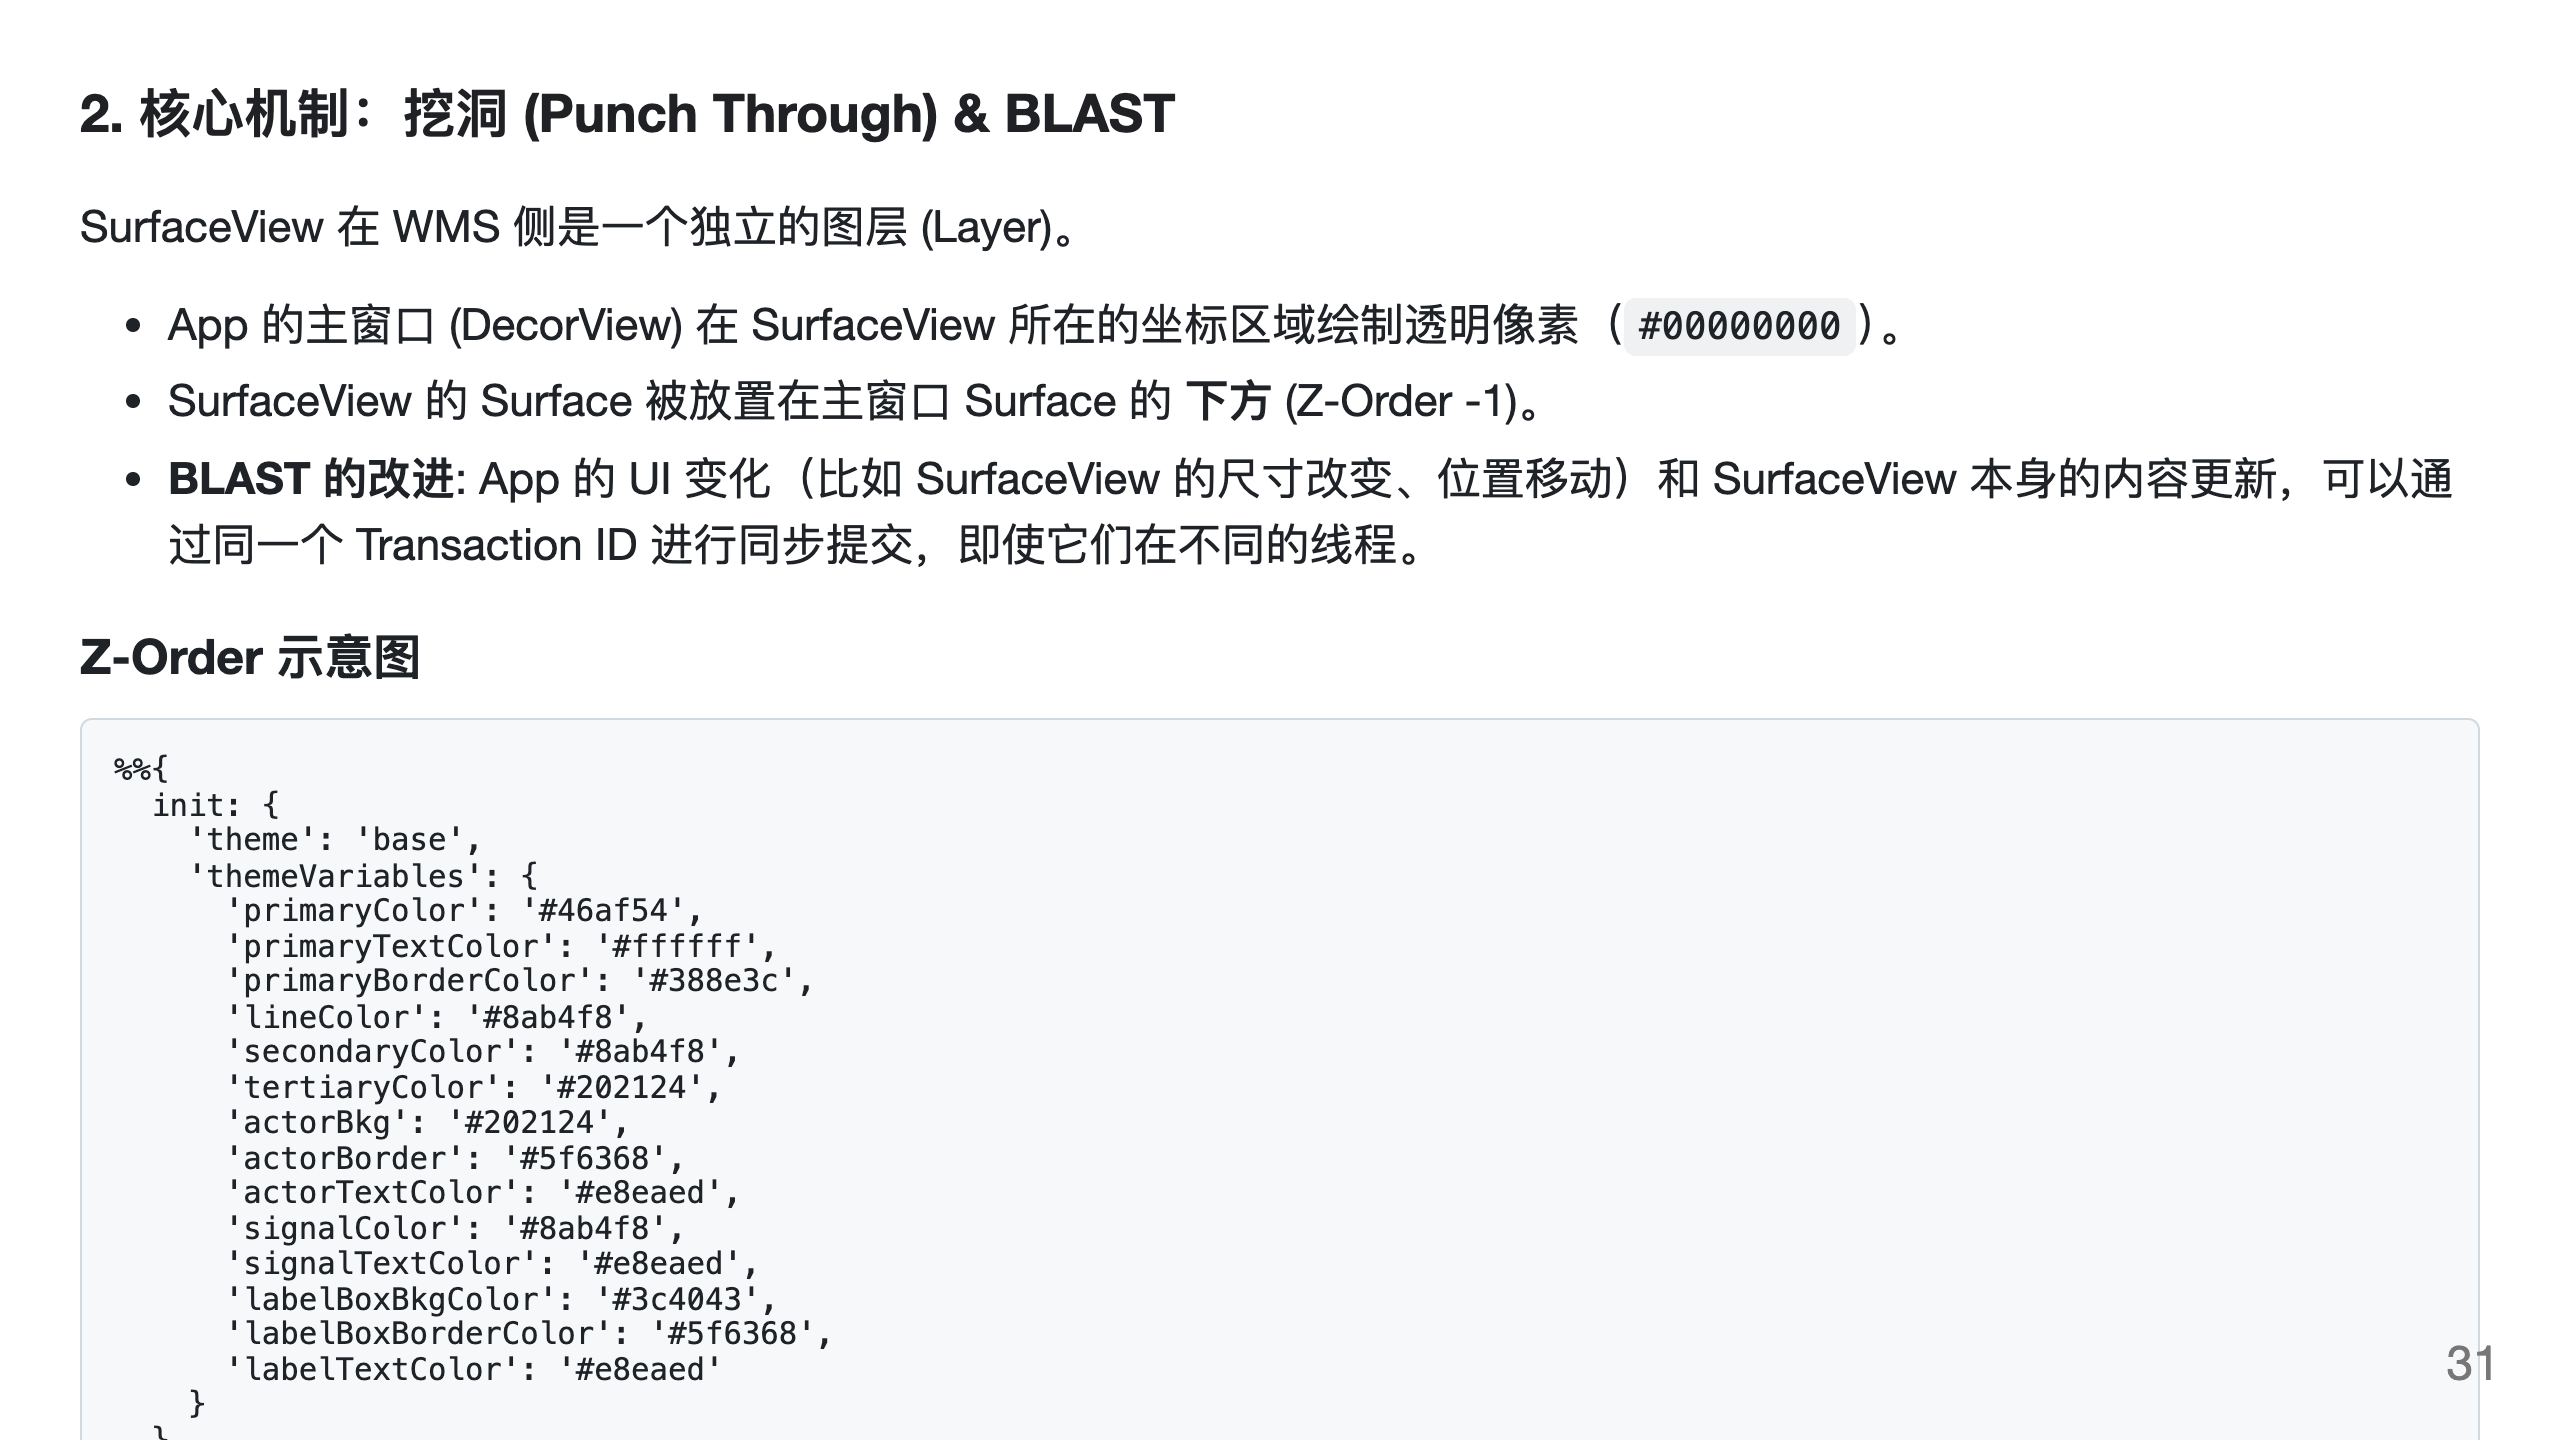 2. 核心机制：挖洞 (Punch Through) & BLAST
SurfaceView 在 WMS 侧是一个独立的图层 (Layer)。
• App 的主窗口 (DecorView) 在 SurfaceView 所在的坐标区域绘制透明像素（#00000000）。
• SurfaceView 的 Surface 被放置在主窗口 Surface 的 下方 (Z-Order -1)。
• BLAST 的改进: App 的 UI 变化（比如 SurfaceView 的尺寸改变、位置移动）和 SurfaceView 本身的内容更新，可以通
过同一个 Transaction ID 进行同步提交，即使它们在不同的线程。
Z-Order 示意图
%%{
  init: {
    'theme': 'base',
    'themeVariables': {
      'primaryColor': '#46af54',
      'primaryTextColor': '#ffffff',
      'primaryBorderColor': '#388e3c',
      'lineColor': '#8ab4f8',
      'secondaryColor': '#8ab4f8',
      'tertiaryColor': '#202124',
      'actorBkg': '#202124',
      'actorBorder': '#5f6368',
      'actorTextColor': '#e8eaed',
      'signalColor': '#8ab4f8',
      'signalTextColor': '#e8eaed',
      'labelBoxBkgColor': '#3c4043',
      'labelBoxBorderColor': '#5f6368',
      'labelTextColor': '#e8eaed'
    }
  }
31